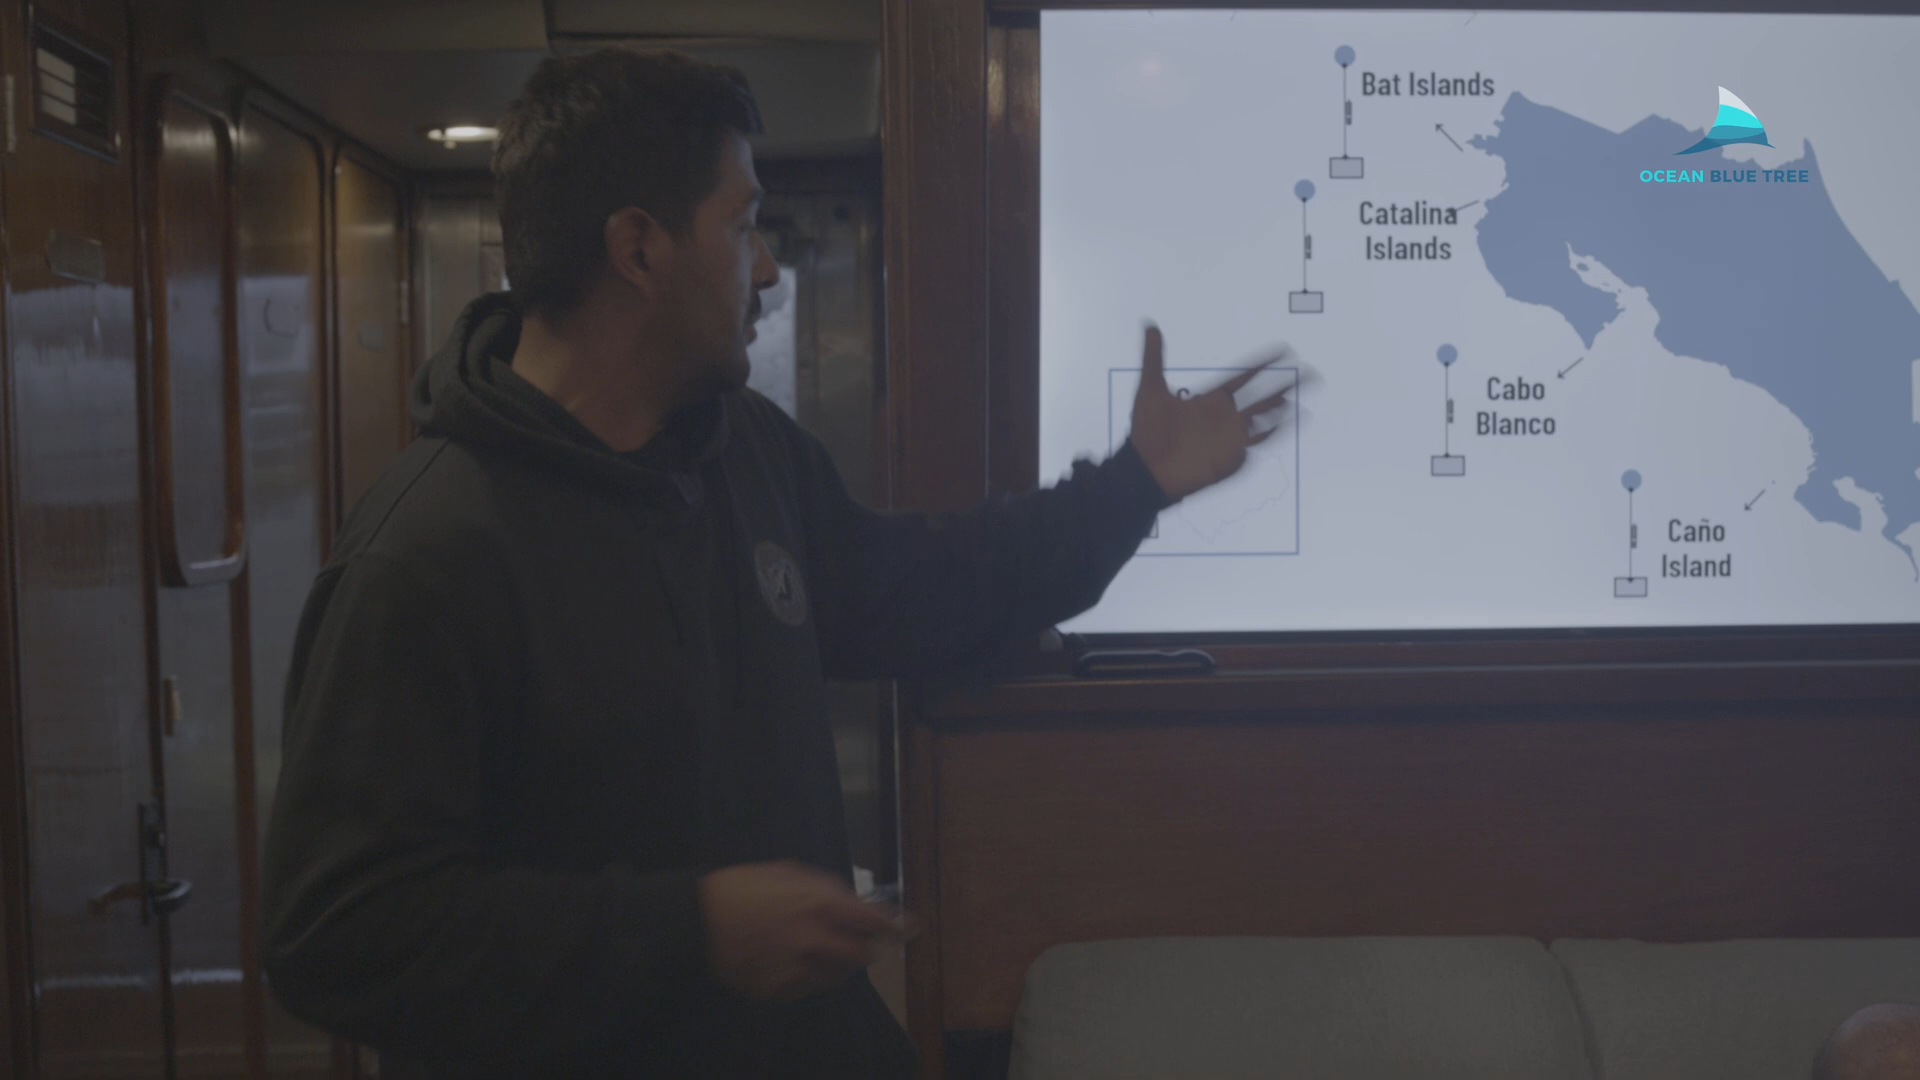 Bat Islands
Catalina
Islands
Cabo
Blanco
Caño
Island
OCEAN BLUE TREE